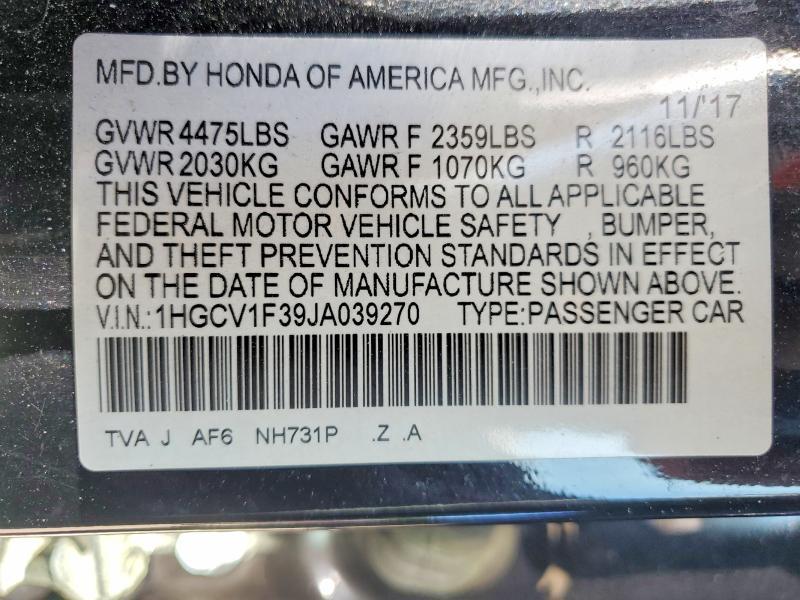 MFD.BY HONDA OF AMERICA MFG.,INC.
11/'17
GVWR 4475LBS GAWR F 2359LBS R 2116LBS
GVWR 2030KG GAWR F 1070KG R 960KG
THIS VEHICLE CONFORMS TO ALL APPLICABLE
FEDERAL MOTOR VEHICLE SAFETY , BUMPER,
AND THEFT PREVENTION STANDARDS IN EFFECT
ON THE DATE OF MANUFACTURE SHOWN ABOVE.
V.I.N.:1HGCV1F39JA039270 TYPE:PASSENGER CAR
TVA J AF6 NH731P .Z .A